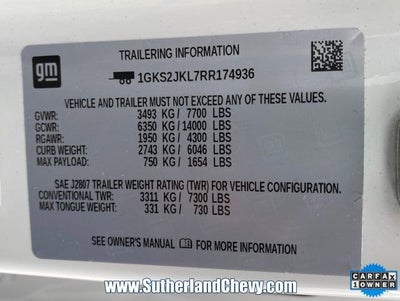 TRAILERING INFORMATION
gm
1GKS2JKL7RR174936
VEHICLE AND TRAILER MUST NOT EXCEED ANY OF THESE VALUES:
GVWR: 3493 KG / 7700 LBS
GCWR: 6350 KG / 14000 LBS
RGAWR: 1950 KG / 4300 LBS
CURB WEIGHT: 2743 KG / 6046 LBS
MAX PAYLOAD: 750 KG / 1654 LBS
SAE J2807 TRAILER WEIGHT RATING (TWR) FOR VEHICLE CONFIGURATION.
CONVENTIONAL TWR: 3311 KG / 7300 LBS
MAX TONGUE WEIGHT: 331 KG / 730 LBS
SEE OWNER'S MANUAL FOR MORE INFORMATION.
www.SutherlandChevy.com
CARFAX
1 OWNER